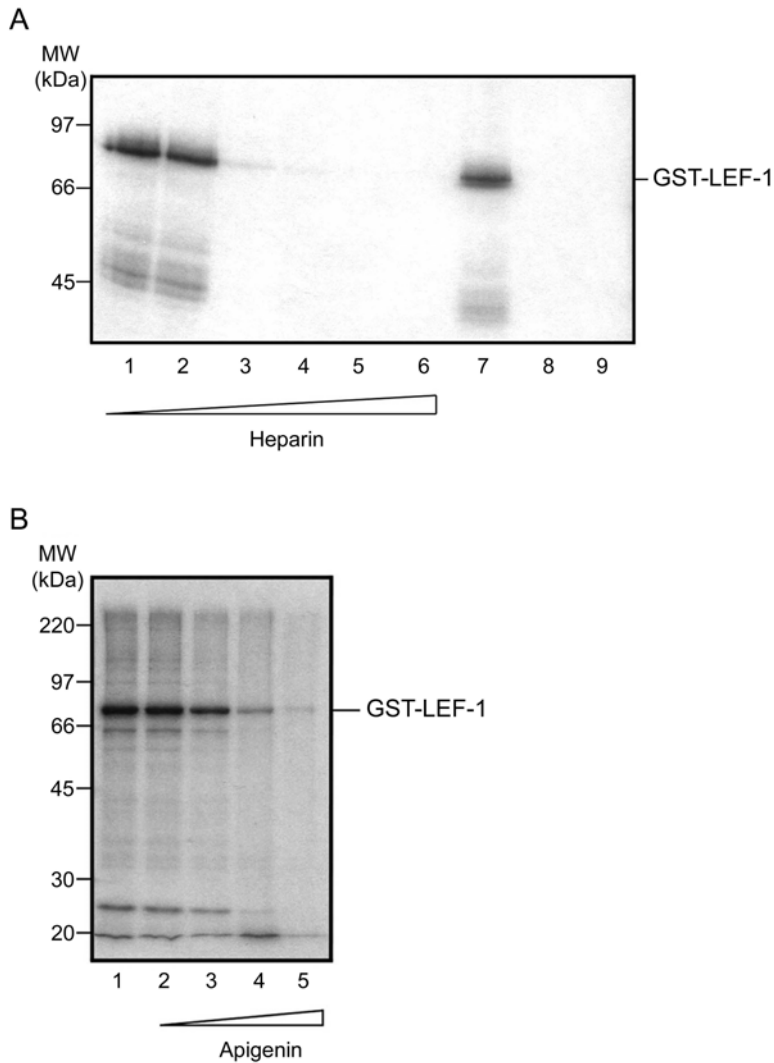 A
MW
(kDa)
97
66
45
GST-LEF-1
1 2 3 4 5 6 7 8 9
Heparin
B
MW
(kDa)
220
97
66
45
30
20
GST-LEF-1
1 2 3 4 5
Apigenin